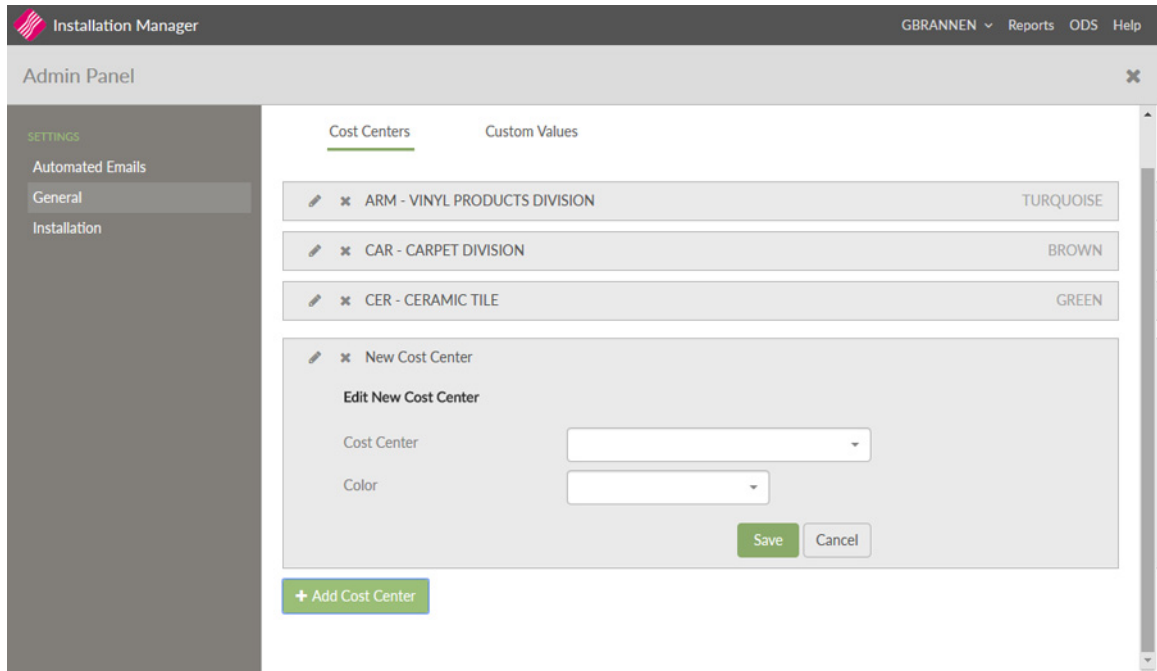 Installation Manager
GBRANNEN Reports ODS Help
Admin Panel
SETTINGS
Automated Emails
General
Installation
Cost Centers Custom Values
ARM - VINYL PRODUCTS DIVISION TURQUOISE
CAR - CARPET DIVISION BROWN
CER - CERAMIC TILE GREEN
New Cost Center
Edit New Cost Center
Cost Center
Color
Save Cancel
+ Add Cost Center